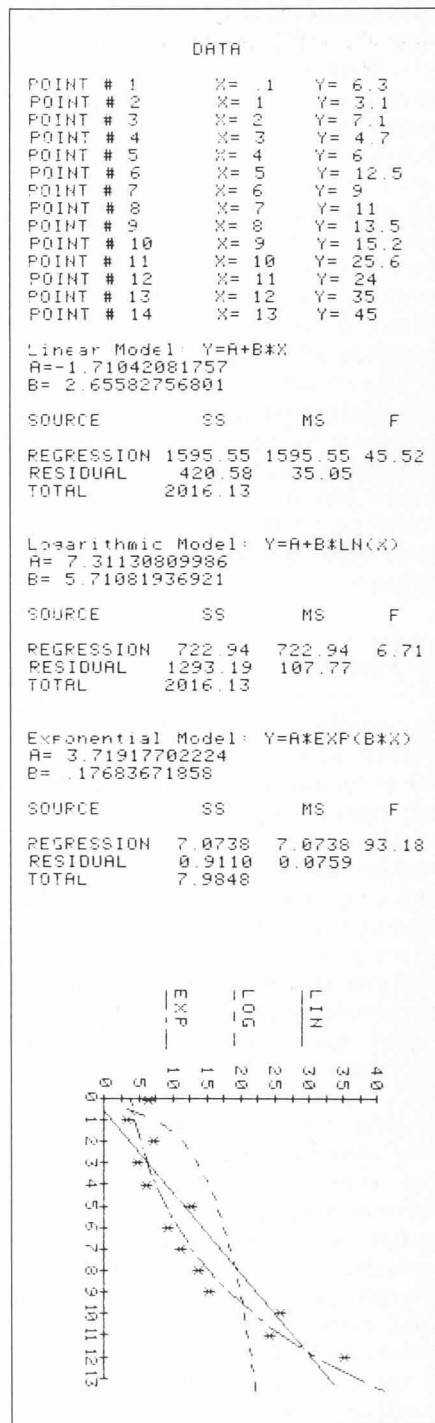 DATA
POINT # 1 X= .1 Y= 6.3
POINT # 2 X= 1 Y= 3.1
POINT # 3 X= 2 Y= 7.1
POINT # 4 X= 3 Y= 4.7
POINT # 5 X= 4 Y= 6
POINT # 6 X= 5 Y= 12.5
POINT # 7 X= 6 Y= 9
POINT # 8 X= 7 Y= 11
POINT # 9 X= 8 Y= 13.5
POINT # 10 X= 9 Y= 15.2
POINT # 11 X= 10 Y= 25.6
POINT # 12 X= 11 Y= 24
POINT # 13 X= 12 Y= 35
POINT # 14 X= 13 Y= 45
Linear Model: Y=A+B*X
A=-1.71042081757
B= 2.65582756801
SOURCE SS MS F
REGRESSION 1595.55 1595.55 45.52
RESIDUAL 420.58 35.05
TOTAL 2016.13
Logarithmic Model: Y=A+B*LN(X)
A= 7.31130809986
B= 5.71081936921
SOURCE SS MS F
REGRESSION 722.94 722.94 6.71
RESIDUAL 1293.19 107.77
TOTAL 2016.13
Exponential Model: Y=A*EXP(B*X)
A= 3.71917702224
B= .17683671858
SOURCE SS MS F
REGRESSION 7.0738 7.0738 93.18
RESIDUAL 0.9110 0.0759
TOTAL 7.9848
LIN
LOG
EXP
40
35
30
25
20
15
10
5
0
0 1 2 3 4 5 6 7 8 9 10 11 12 13